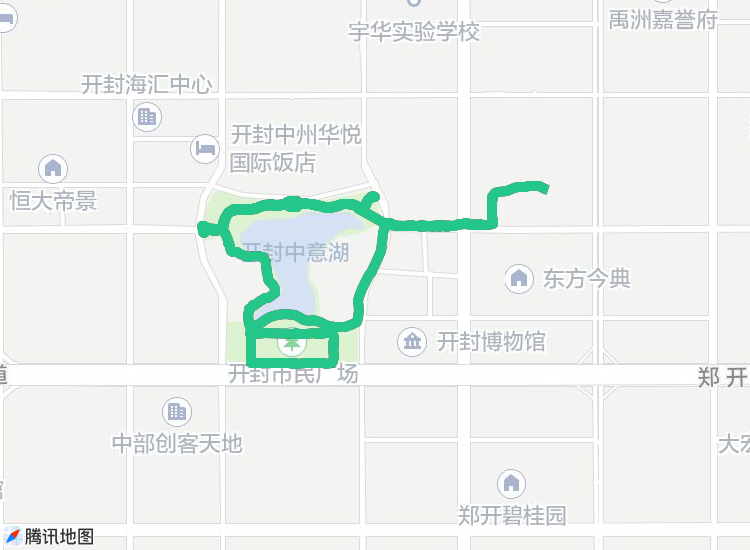 宇华实验学校
禹洲嘉誉府
开封海汇中心
开封中州华悦
国际饭店
恒大帝景
开封中意湖
东方今典
开封博物馆
道
开封市民广场
郑 开
中部创客天地
大宏
郑开碧桂园
腾讯地图